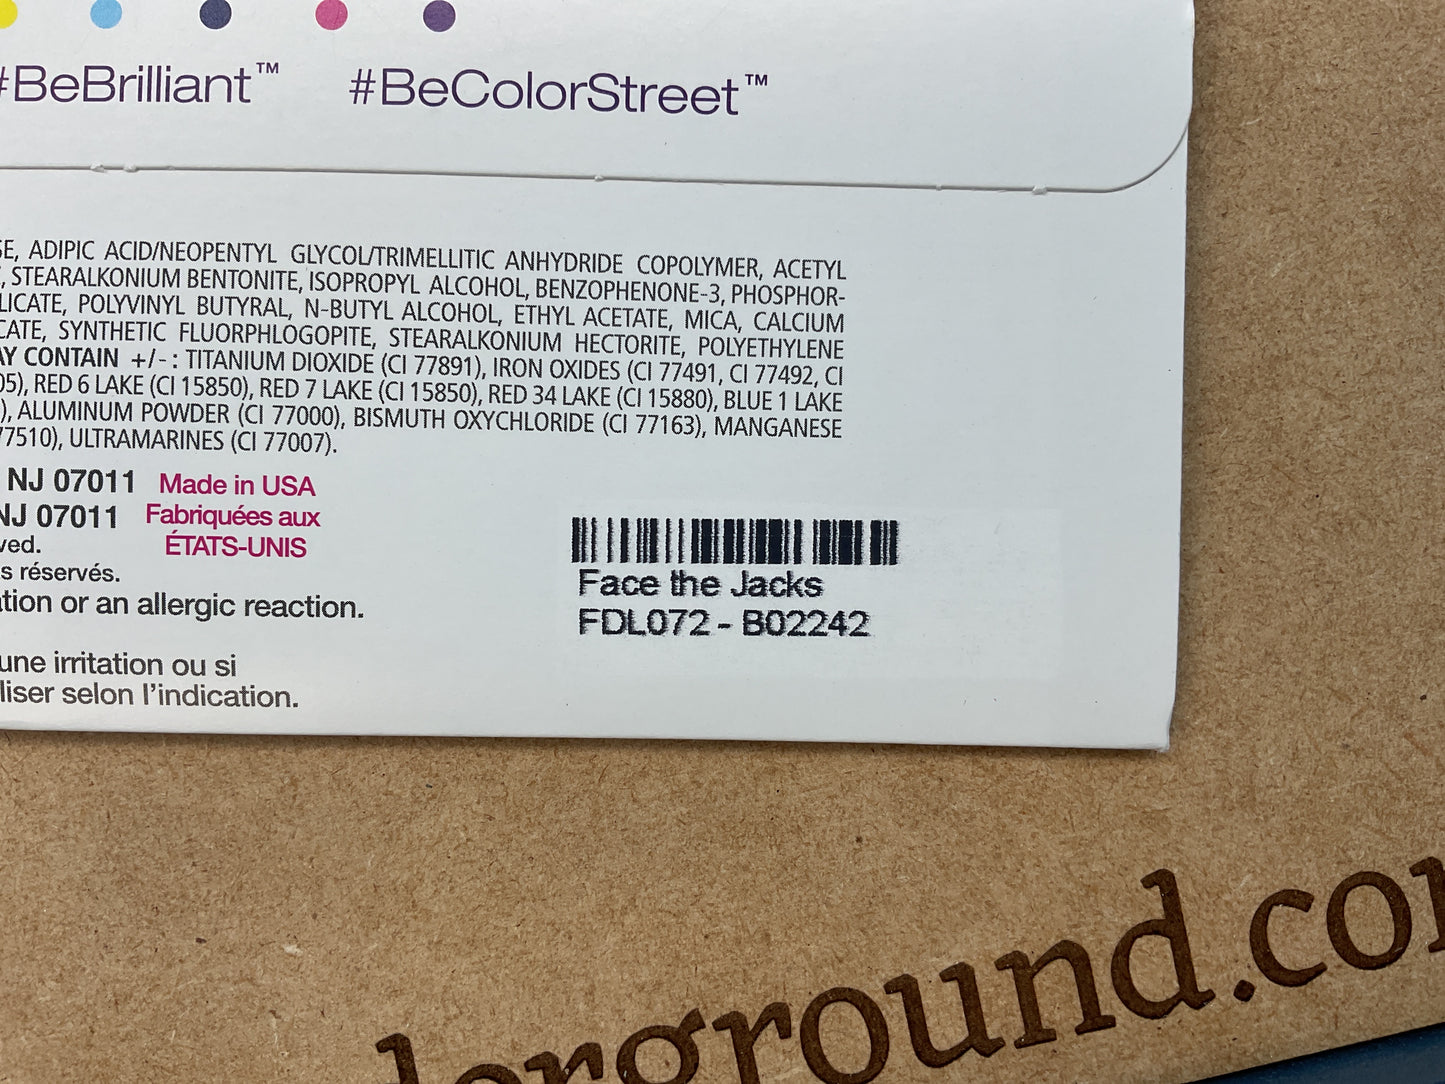 #BeBrilliant™ #BeColorStreet™
ADIPIC ACID/NEOPENTYL GLYCOL/TRIMELLITIC ANHYDRIDE COPOLYMER, ACETYL
STEARALKONIUM BENTONITE, ISOPROPYL ALCOHOL, BENZOPHENONE-3, PHOSPHOR-
LICATE, POLYVINYL BUTYRAL, N-BUTYL ALCOHOL, ETHYL ACETATE, MICA, CALCIUM
CATE, SYNTHETIC FLUORPHLOGOPITE, STEARALKONIUM HECTORITE, POLYETHYLENE
AY CONTAIN +/-: TITANIUM DIOXIDE (CI 77891), IRON OXIDES (CI 77491, CI 77492, CI
05), RED 6 LAKE (CI 15850), RED 7 LAKE (CI 15850), RED 34 LAKE (CI 15880), BLUE 1 LAKE
), ALUMINUM POWDER (CI 77000), BISMUTH OXYCHLORIDE (CI 77163), MANGANESE
77510), ULTRAMARINES (CI 77007).
NJ 07011 Made in USA
NJ 07011 Fabriquées aux
ÉTATS-UNIS
ved.
s réservés.
ation or an allergic reaction.
une irritation ou si
liser selon l'indication.
Face the Jacks
FDL072 - B02242
lorground.co